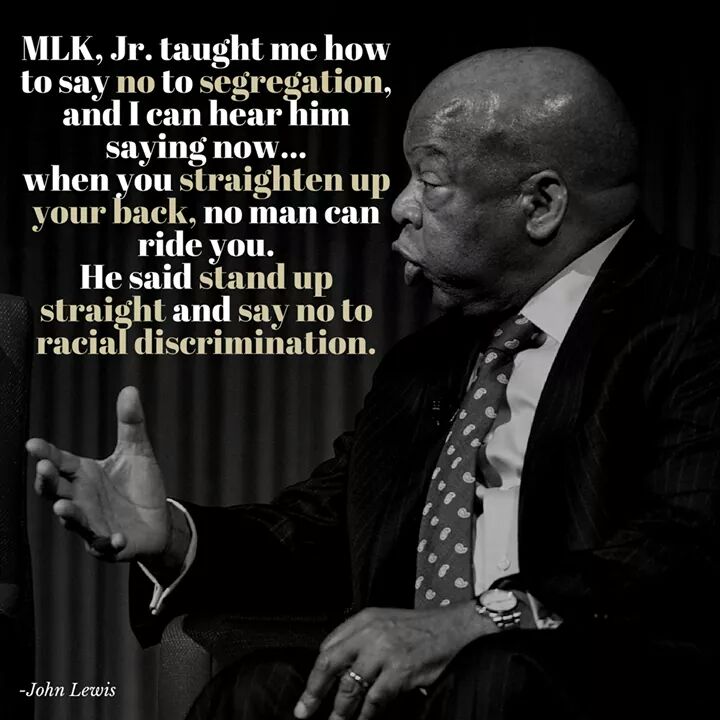 MLK, Jr. taught me how
to say no to segregation,
and I can hear him
saying now...
when you straighten up
your back, no man can
ride you.
He said stand up
straight and say no to
racial discrimination.
-John Lewis